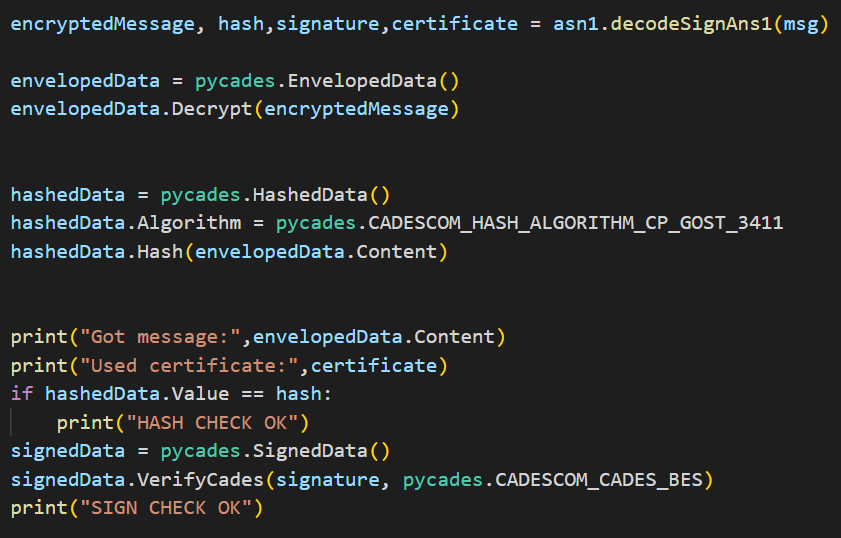 encryptedMessage, hash,signature,certificate = asn1.decodeSignAns1(msg)
envelopedData = pycades.EnvelopedData()
envelopedData.Decrypt(encryptedMessage)
hashedData = pycades.HashedData()
hashedData.Algorithm = pycades.CADESCOM_HASH_ALGORITHM_CP_GOST_3411
hashedData.Hash(envelopedData.Content)
print("Got message:",envelopedData.Content)
print("Used certificate:",certificate)
if hashedData.Value == hash:
    print("HASH CHECK OK")
signedData = pycades.SignedData()
signedData.VerifyCades(signature, pycades.CADESCOM_CADES_BES)
print("SIGN CHECK OK")